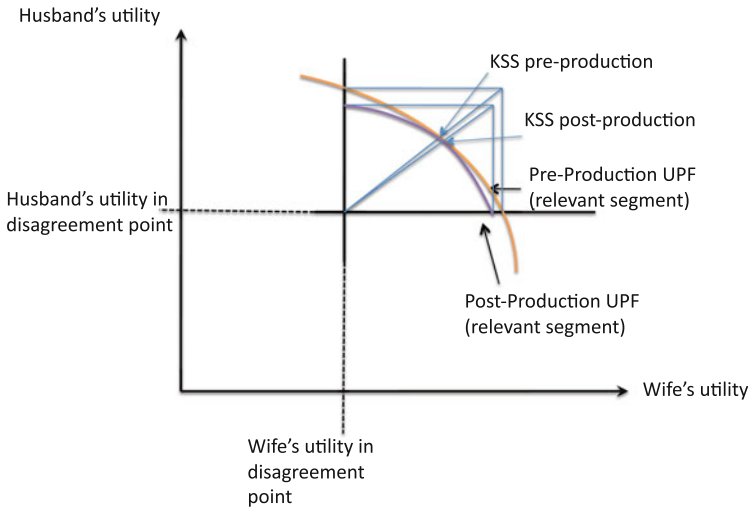 Husband’s utility
KSS pre-production
KSS post-production
Pre-Production UPF
(relevant segment)
Husband’s utility in
disagreement point
Post-Production UPF
(relevant segment)
Wife’s utility
Wife’s utility in
disagreement
point